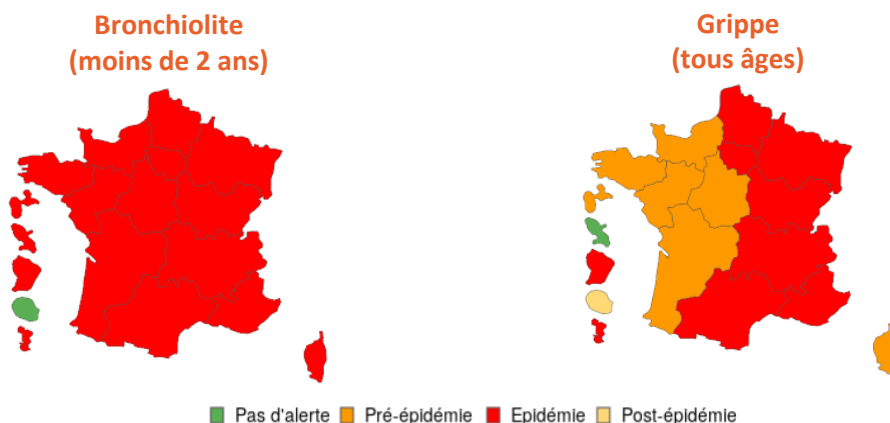 Bronchiolite
(moins de 2 ans)
Grippe
(tous âges)
Pas d'alerte Pré-épidémie Epidémie Post-épidémie